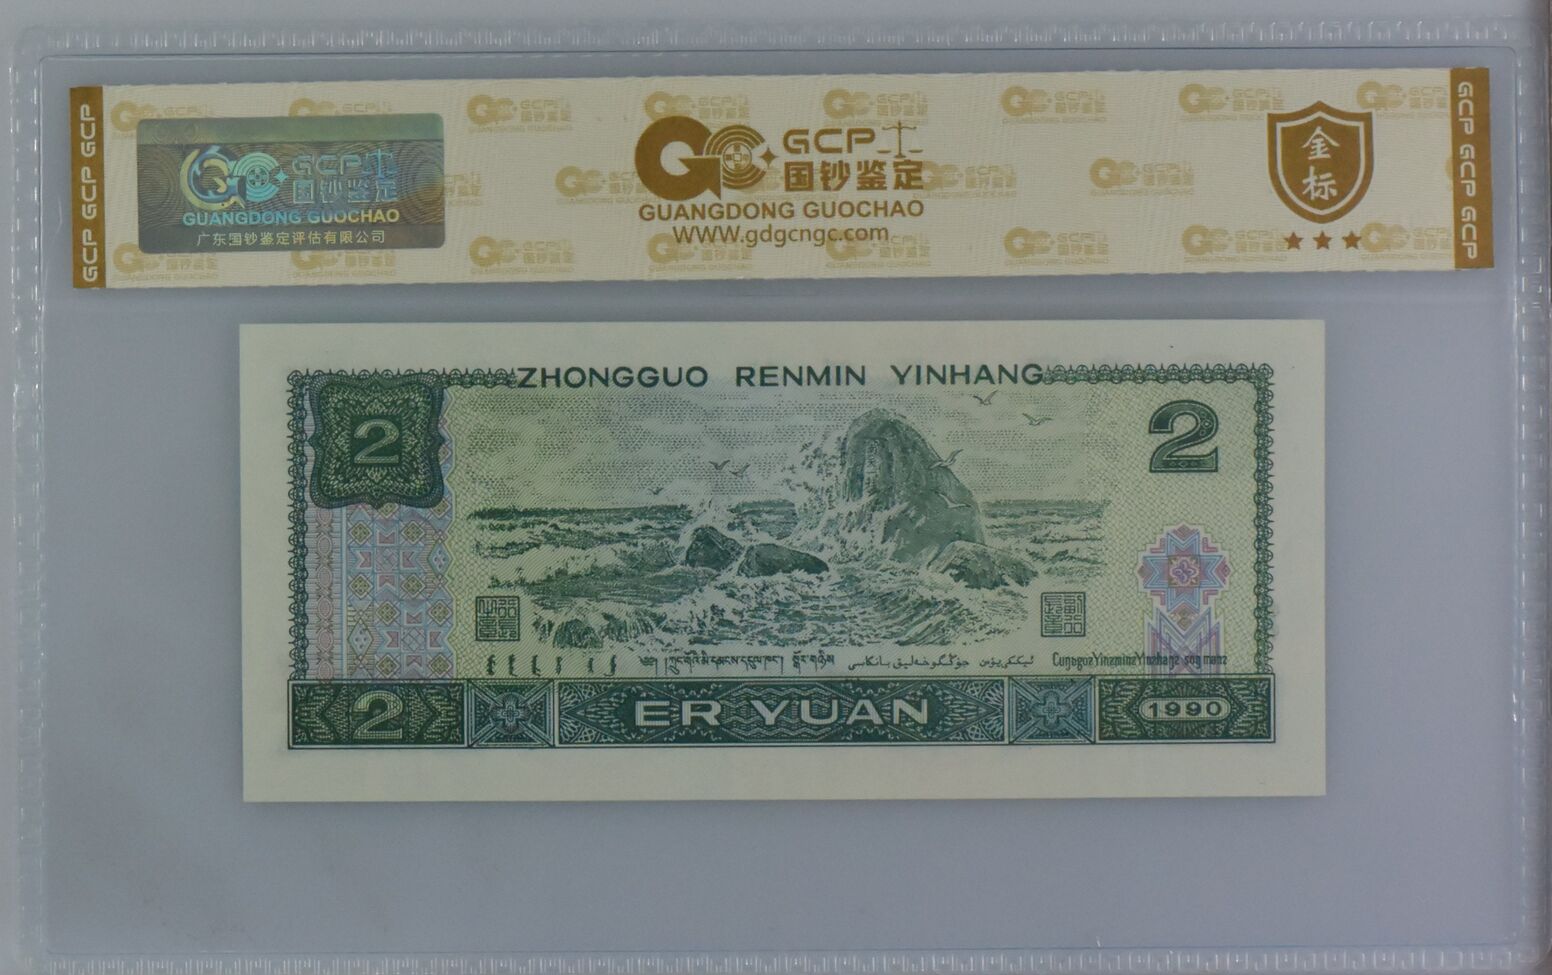 GCP GCP GCP
GCP
国钞鉴定
GUANGDONG GUOCHAO
广东国钞鉴定评估有限公司
GCP
国钞鉴定
GUANGDONG GUOCHAO
WWW.gdgcngc.com
金标
GCP GCP GCP
ZHONGGUO RENMIN YINHANG
2
2
2
ER YUAN
1990